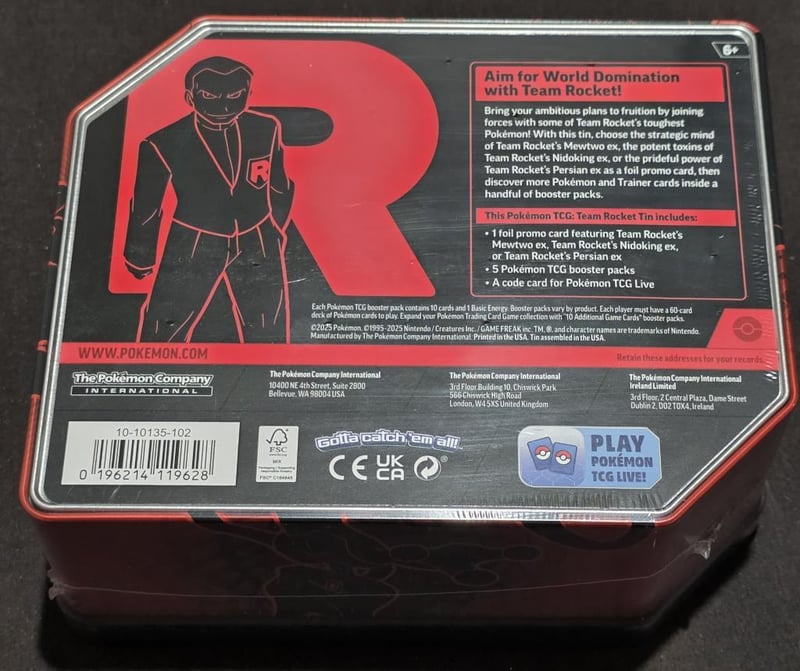 6+
R
Aim for World Domination
with Team Rocket!
Bring your ambitious plans to fruition by joining
forces with some of Team Rocket's toughest
Pokémon! With this tin, choose the strategic mind
of Team Rocket's Mewtwo ex, the potent toxins of
Team Rocket's Nidoking ex, or the prideful power of
Team Rocket's Persian ex as a foil promo card, then
discover more Pokémon and Trainer cards inside a
handful of booster packs.
This Pokémon TCG: Team Rocket Tin includes:
• 1 foil promo card featuring Team Rocket's
Mewtwo ex, Team Rocket's Nidoking ex,
or Team Rocket's Persian ex
• 5 Pokémon TCG booster packs
• A code card for Pokémon TCG Live
R
Each Pokémon TCG booster pack contains 10 cards and 1 Basic Energy. Booster packs vary by product. Each player must have a 60-card
deck of Pokémon cards to play. Expand your Pokémon Trading Card Game collection with "10 Additional Game Cards" booster packs.
©2025 Pokémon. ©1995-2025 Nintendo / Creatures Inc. / GAME FREAK inc. TM, ®, and character names are trademarks of Nintendo.
Manufactured by The Pokémon Company International. Printed in the USA. Tin assembled in the USA.
WWW.POKEMON.COM
Retain these addresses for your records.
The Pokémon Company
INTERNATIONAL
The Pokémon Company International
10400 NE 4th Street, Suite 2800
Bellevue, WA 98004 USA
The Pokémon Company International
3rd Floor Building 10, Chiswick Park
566 Chiswick High Road
London, W4 5XS United Kingdom
The Pokémon Company International
Ireland Limited
3rd Floor, 2 Central Plaza, Dame Street
Dublin 2, D02 T0X4, Ireland
10-10135-102
0 196214 119628
FSC
www.fsc.org
MIX
Packaging | Supporting
responsible forestry
Gotta catch 'em all!
CE UK
CA
PLAY
POKÉMON
TCG LIVE!